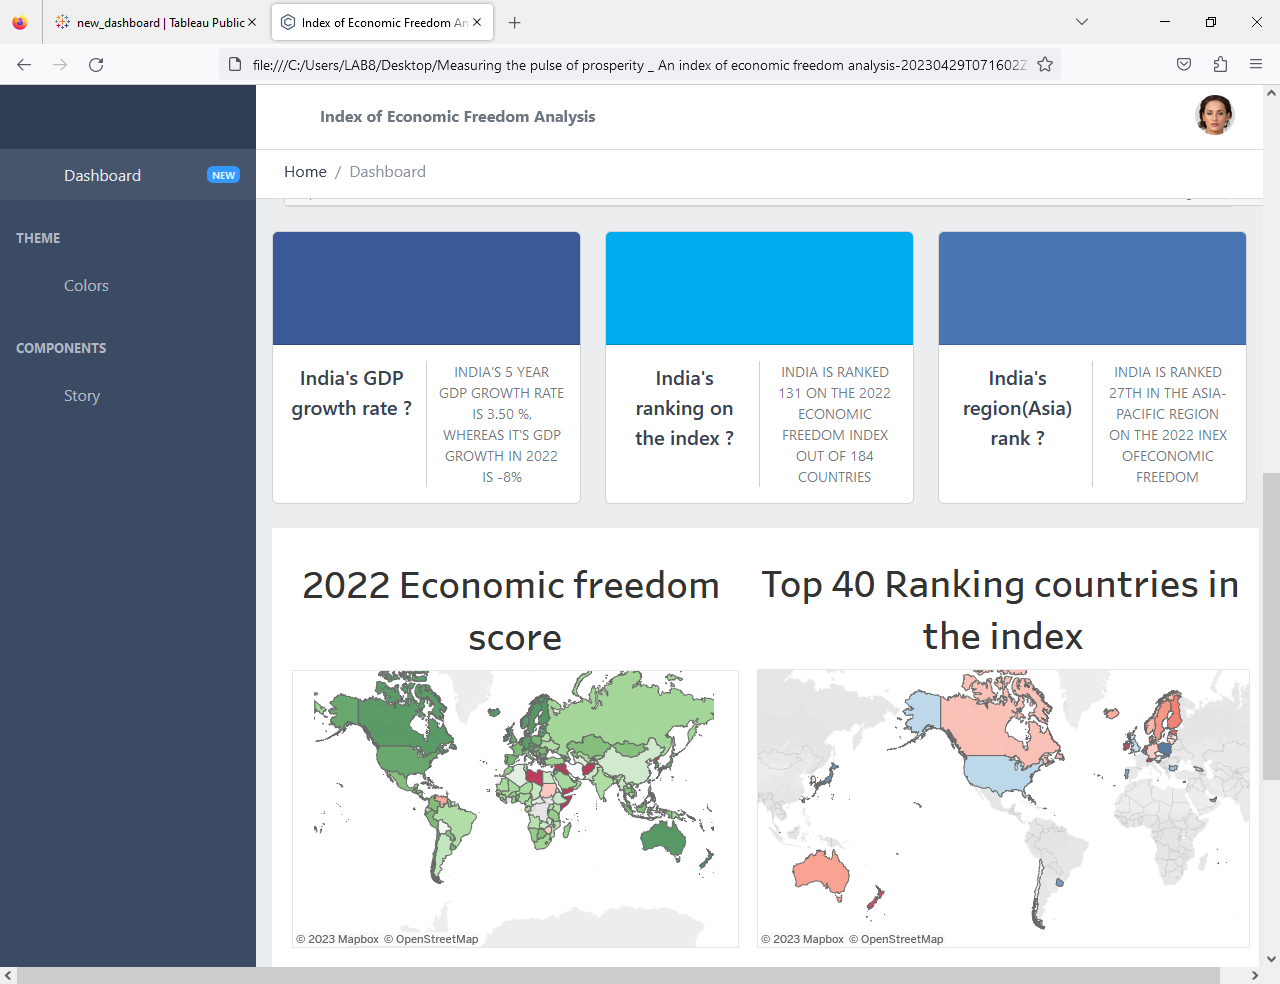 new_dashboard | Tableau Public
Index of Economic Freedom An
file:///C:/Users/LAB8/Desktop/Measuring the pulse of prosperity _ An index of economic freedom analysis-20230429T071602Z
Index of Economic Freedom Analysis
Dashboard
NEW
Home / Dashboard
THEME
Colors
COMPONENTS
Story
India's GDP
growth rate ?
INDIA'S 5 YEAR
GDP GROWTH RATE
IS 3.50 %,
WHEREAS IT'S GDP
GROWTH IN 2022
IS -8%
India's
ranking on
the index ?
INDIA IS RANKED
131 ON THE 2022
ECONOMIC
FREEDOM INDEX
OUT OF 184
COUNTRIES
India's
region(Asia)
rank ?
INDIA IS RANKED
27TH IN THE ASIA-
PACIFIC REGION
ON THE 2022 INEX
OFECONOMIC
FREEDOM
2022 Economic freedom
score
© 2023 Mapbox © OpenStreetMap
Top 40 Ranking countries in
the index
© 2023 Mapbox © OpenStreetMap